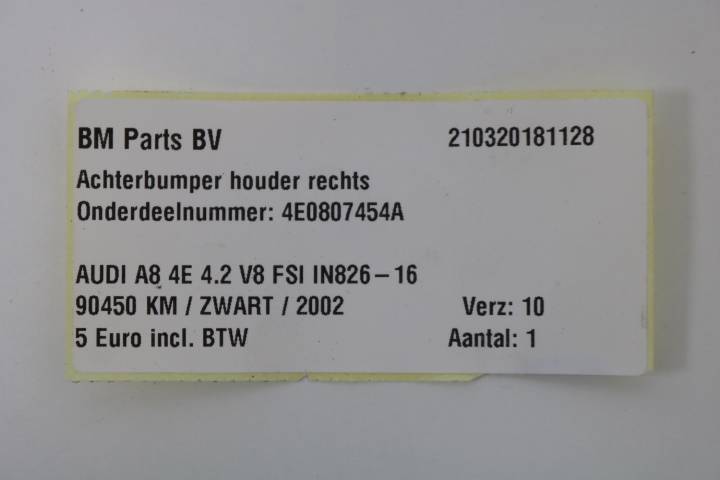 BM Parts BV 210320181128
Achterbumper houder rechts
Onderdeelnummer: 4E0807454A
AUDI A8 4E 4.2 V8 FSI IN826-16
90450 KM / ZWART / 2002 Verz: 10
5 Euro incl. BTW Aantal: 1